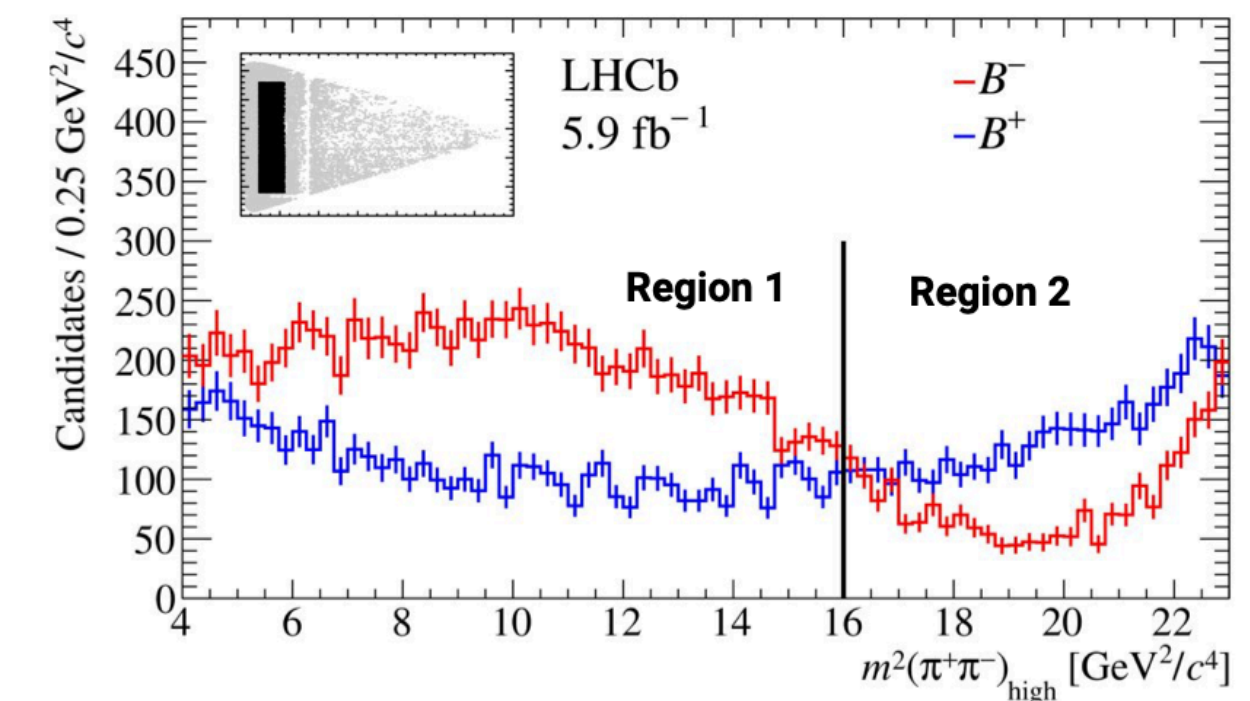 Candidates / 0.25 GeV²/c⁴
450
400
350
300
250
200
150
100
50
0
LHCb
5.9 fb⁻¹
B⁻
B⁺
Region 1
Region 2
4 6 8 10 12 14 16 18 20 22
m²(π⁺π⁻)high [GeV²/c⁴]